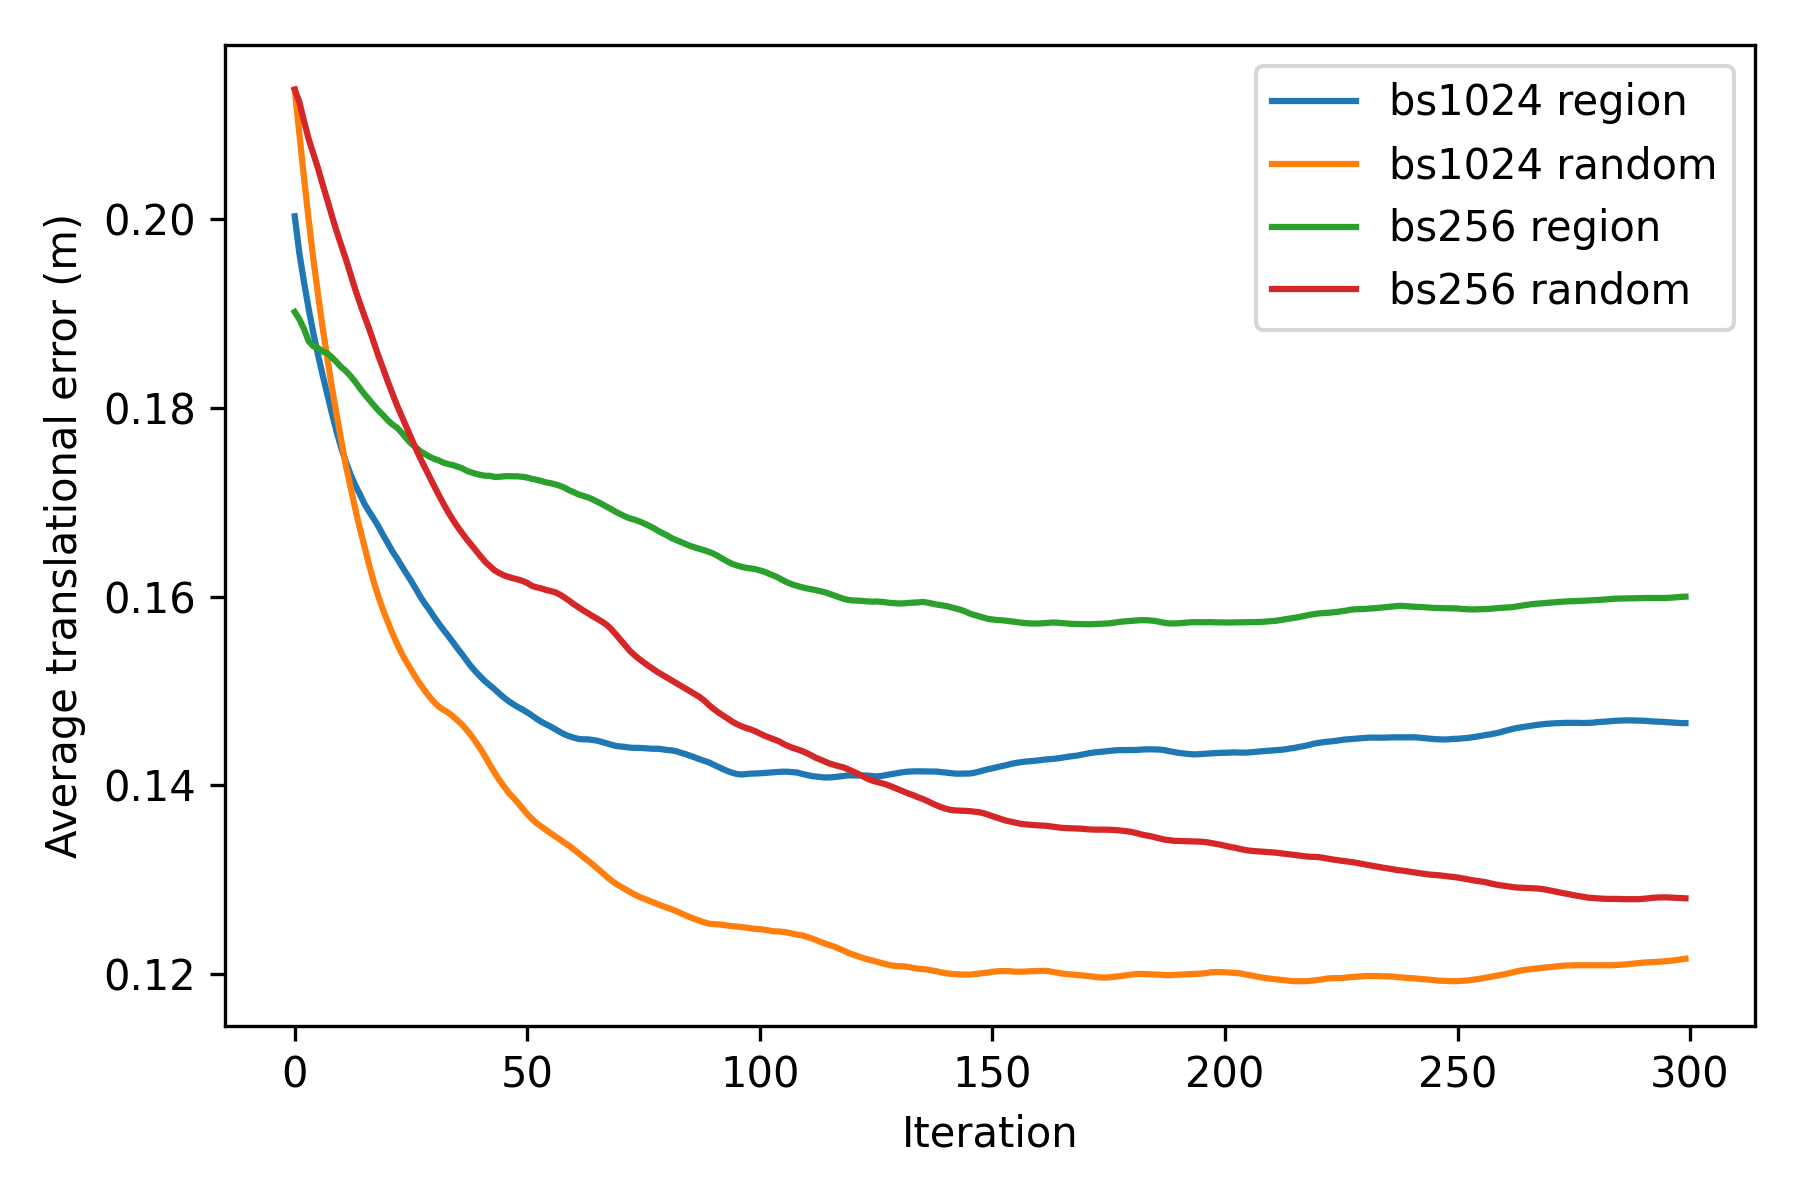 bs1024 region
bs1024 random
bs256 region
bs256 random
Average translational error (m)
0.20
0.18
0.16
0.14
0.12
0 50 100 150 200 250 300
Iteration